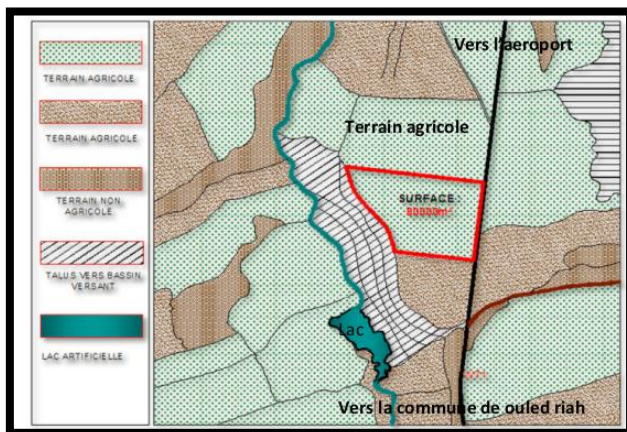 TERRAIN AGRICOLE
TERRAIN AGRICOLE
TERRAIN NON
AGRICOLE
TALUS VERS BASSIN
VERSANT
LAC ARTIFICIELLE
Vers l'aeroport
Terrain agricole
SURFACE :
Lac
Vers la commune de ouled riah